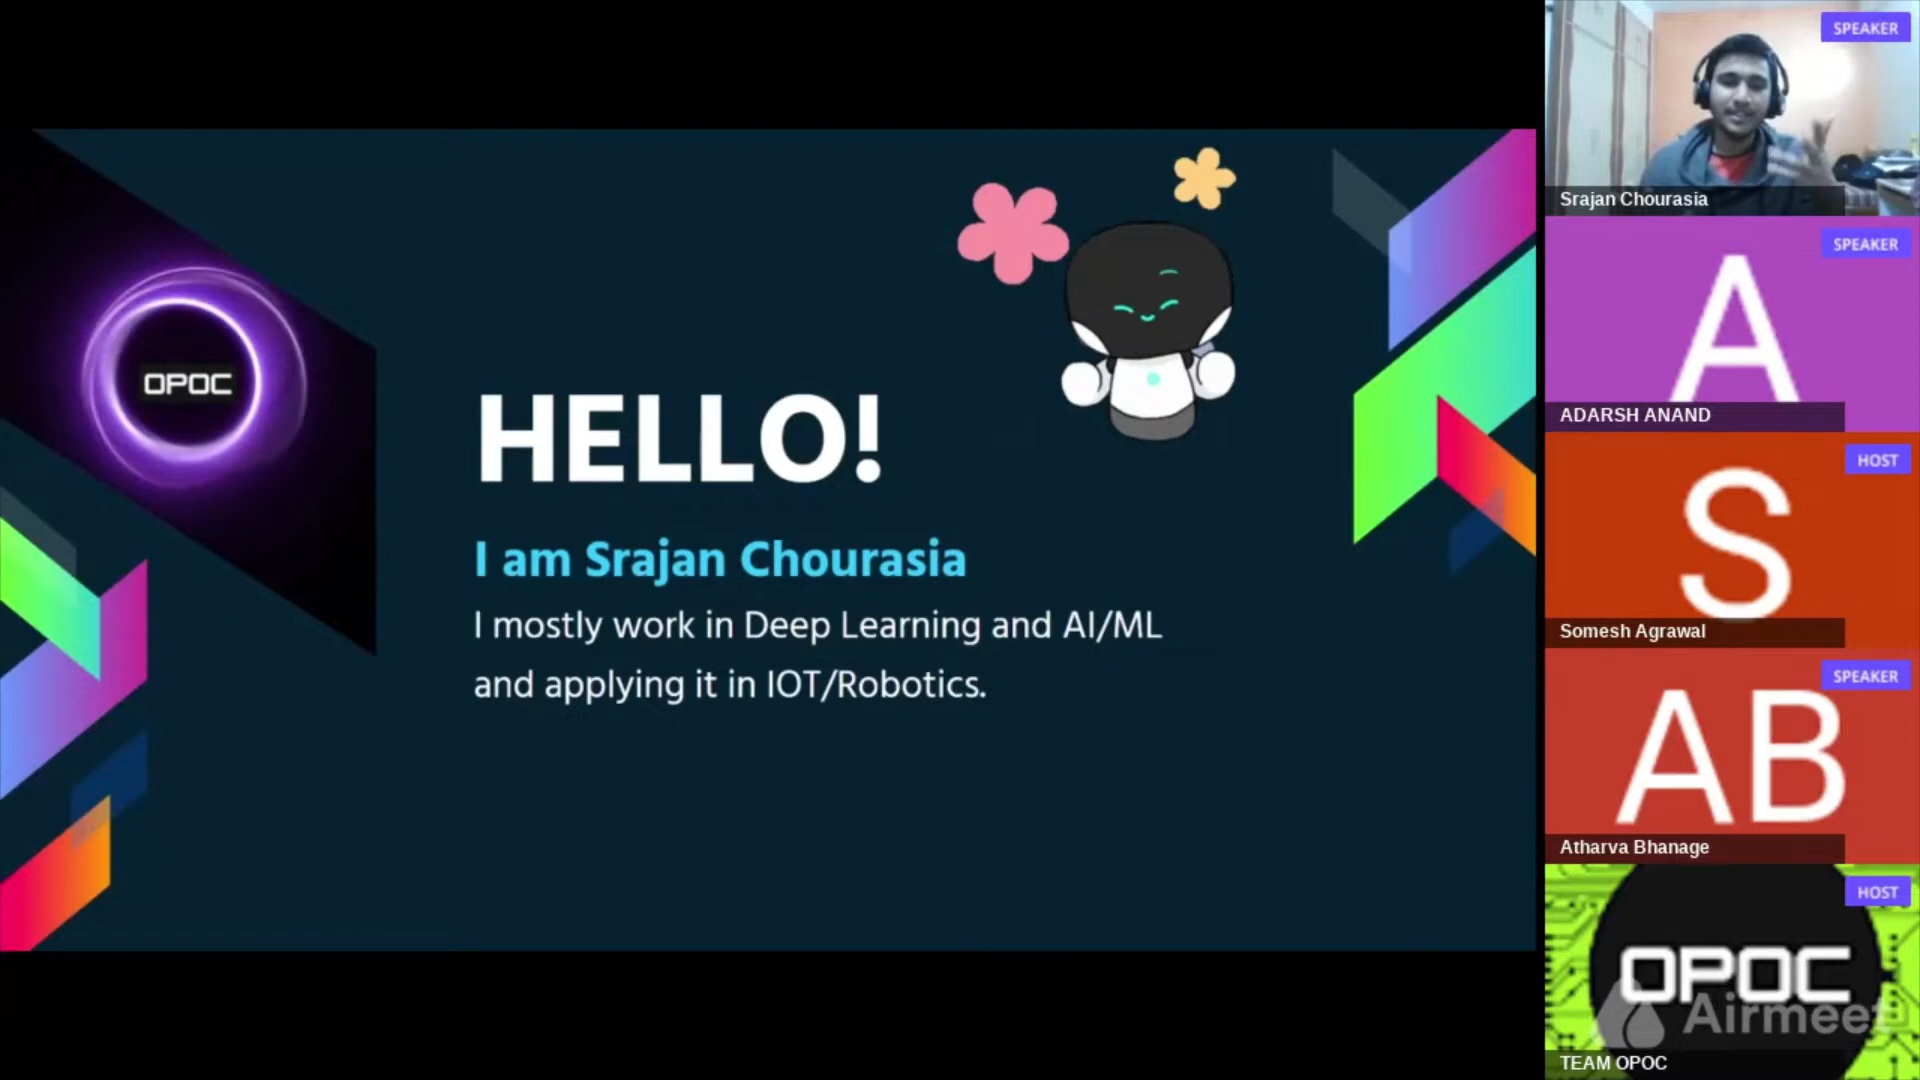 OPOC
HELLO!
I am Srajan Chourasia
I mostly work in Deep Learning and AI/ML
and applying it in IOT/Robotics.
SPEAKER
Srajan Chourasia
SPEAKER
A
ADARSH ANAND
HOST
S
Somesh Agrawal
SPEAKER
AB
Atharva Bhanage
HOST
OPOC
Airmeet
TEAM OPOC